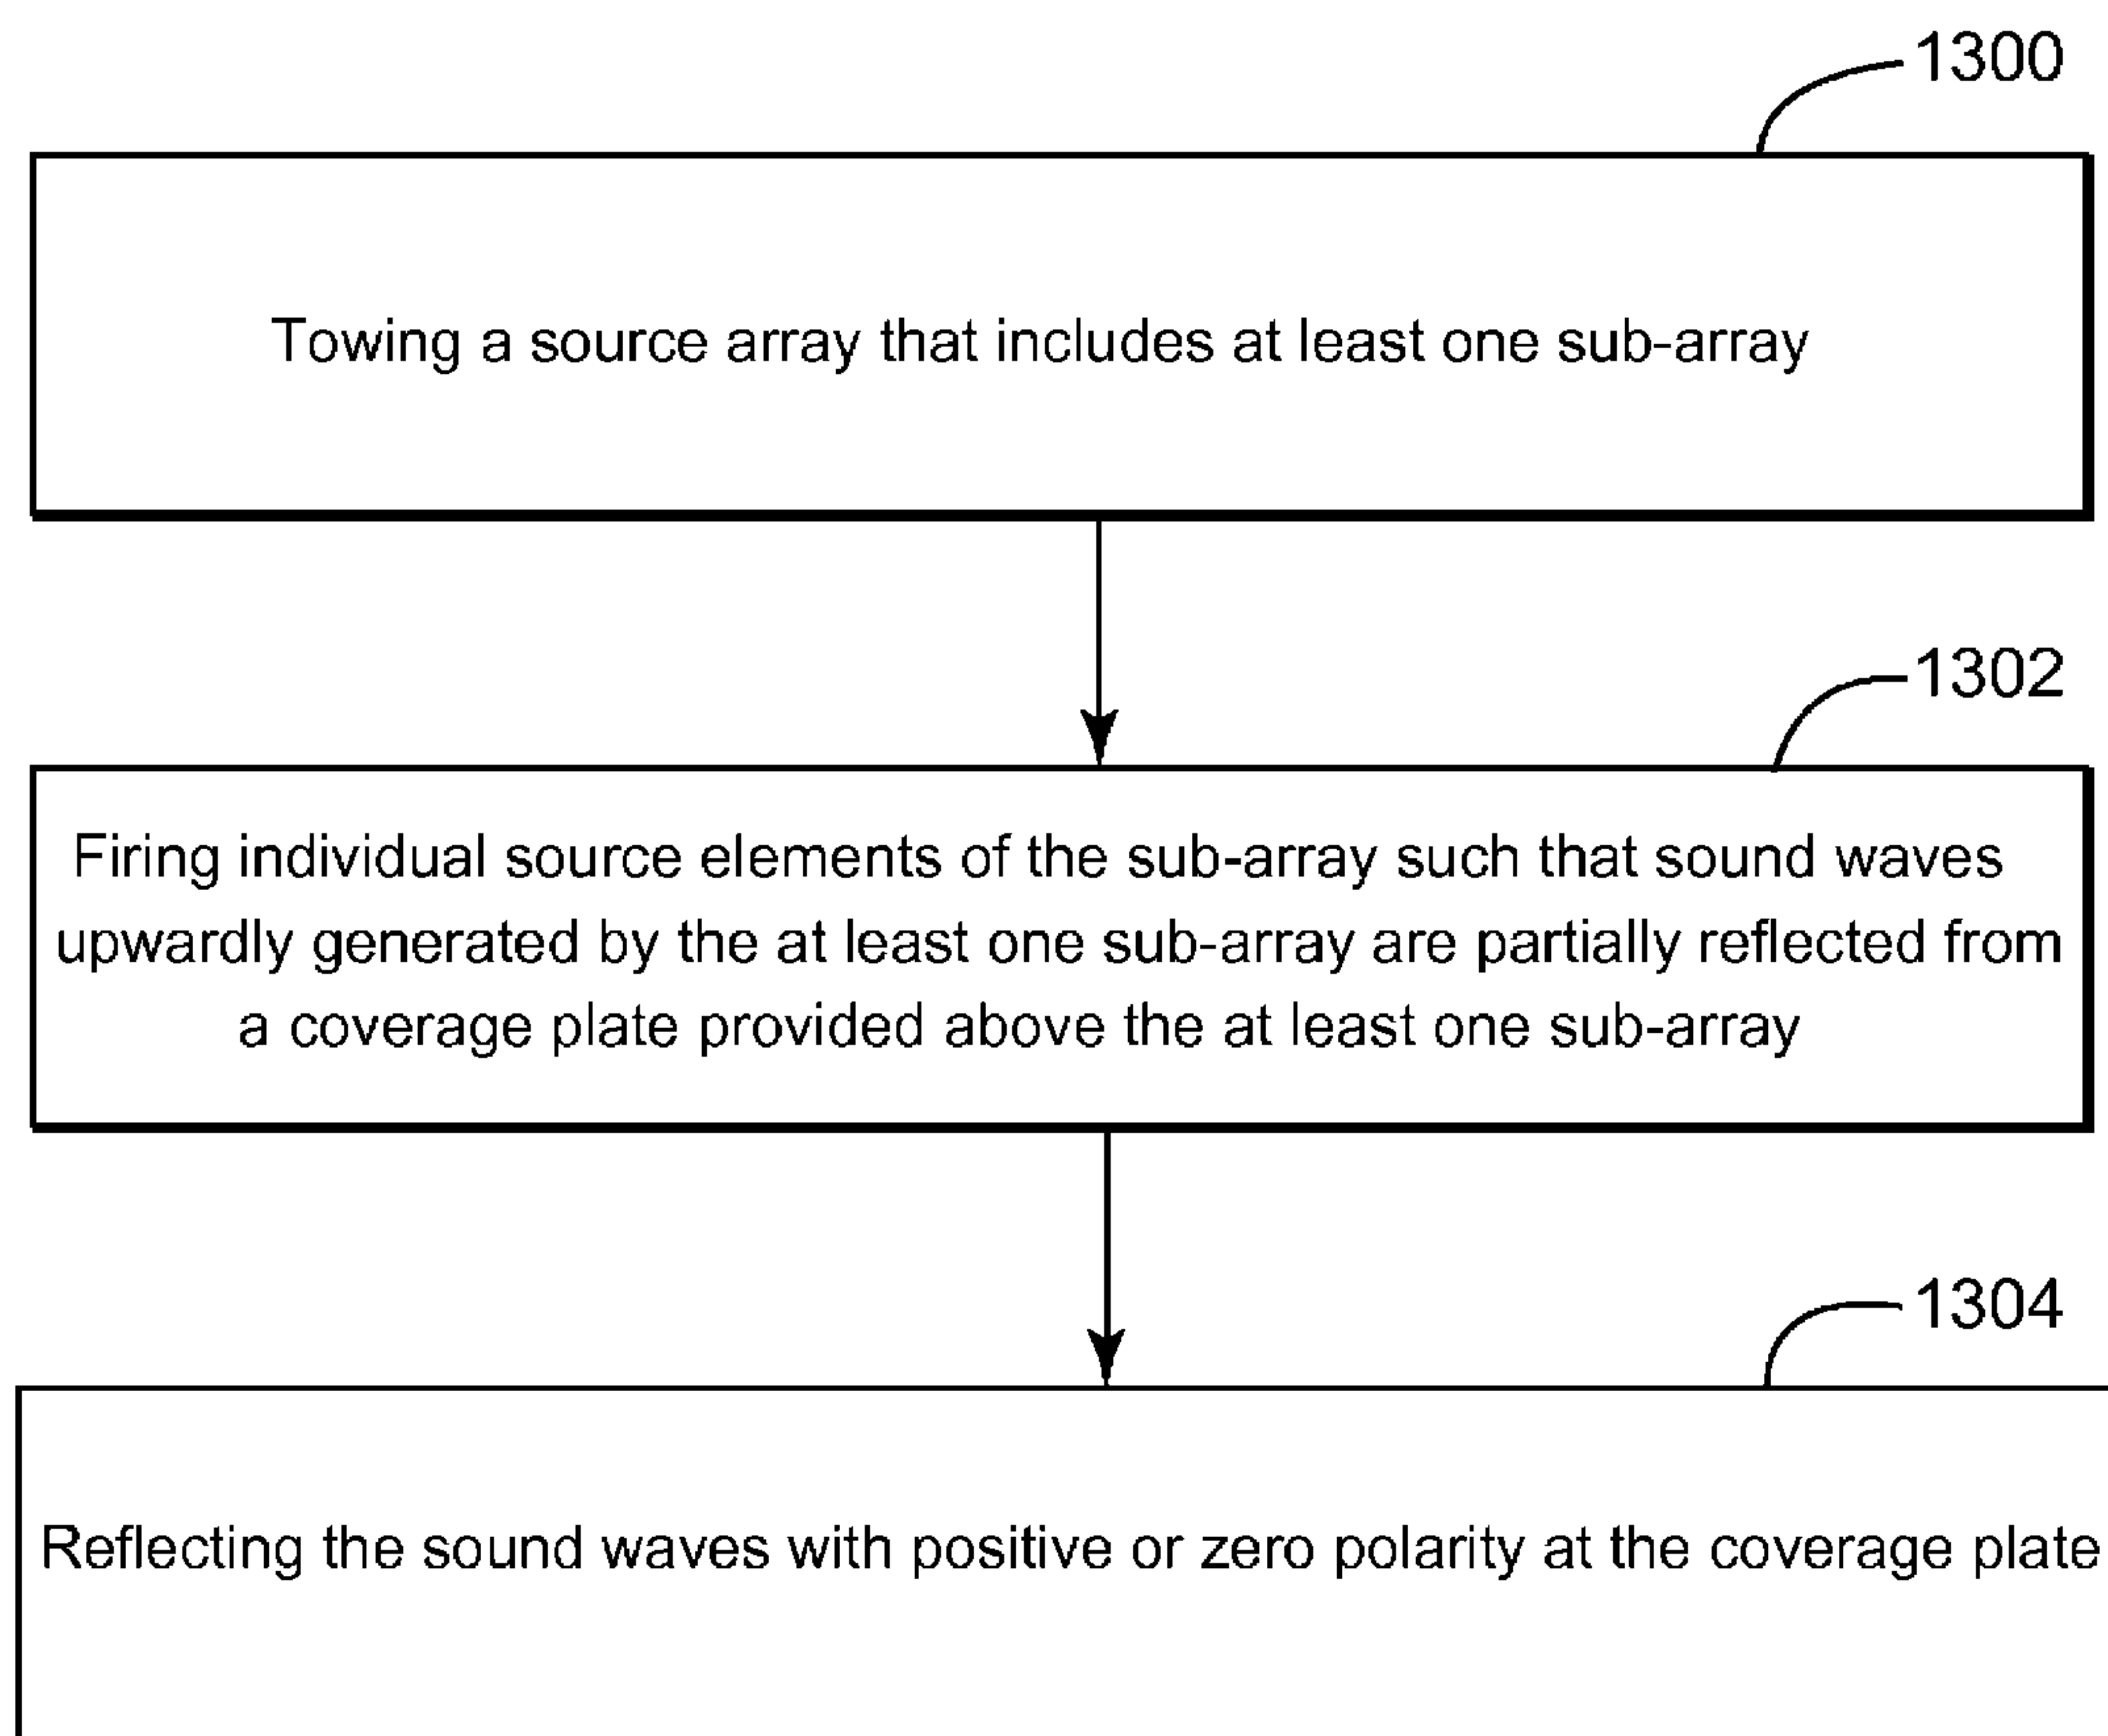 1300
Towing a source array that includes at least one sub-array
1302
Firing individual source elements of the sub-array such that sound waves
upwardly generated by the at least one sub-array are partially reflected from
a coverage plate provided above the at least one sub-array
1304
Reflecting the sound waves with positive or zero polarity at the coverage plate